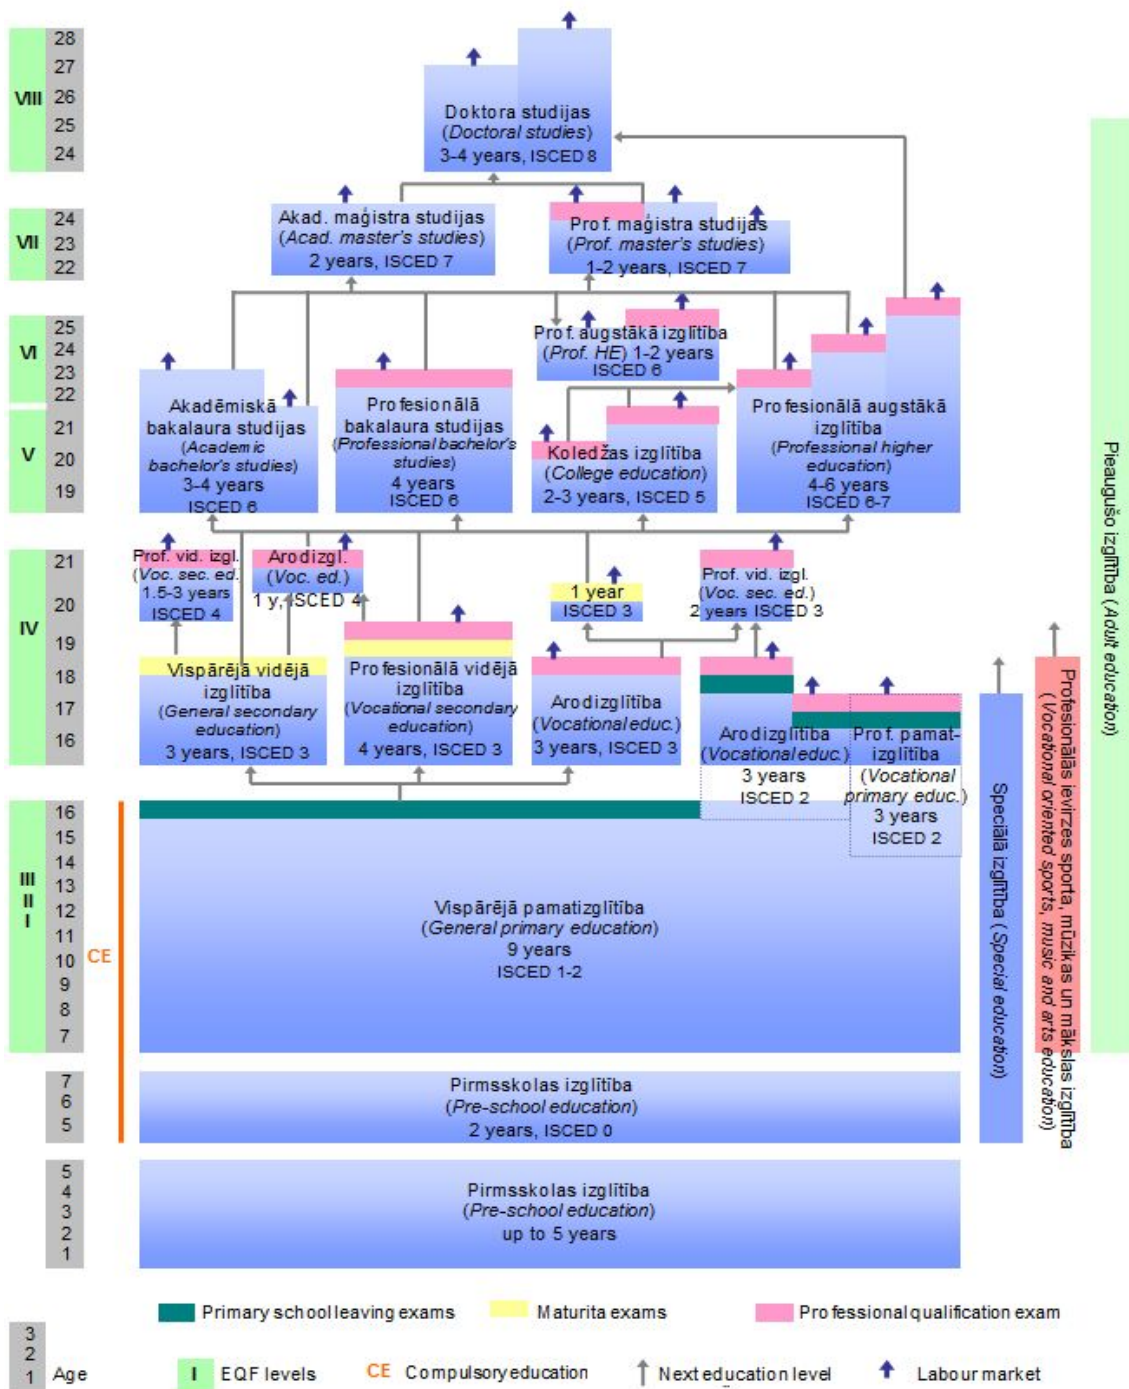 28
27
VIII
26
25
24
Doktora studijas
(Doctoral studies)
3-4 years, ISCED 8
24
VII
23
22
Akad. maģistra studijas
(Acad. master's studies)
2 years, ISCED 7
Prof. maģistra studijas
(Prof. master's studies)
1-2 years, ISCED 7
25
VI
24
23
22
Prof. augstākā izglītība
(Prof. HE) 1-2 years
ISCED 6
V
21
20
19
Akadēmiskā
bakalaura studijas
(Academic
bachelor's studies)
3-4 years
ISCED 6
Profesionālā
bakalaura studijas
(Professional bachelor's
studies)
4 years
ISCED 6
Koledžas izglītība
(College education)
2-3 years, ISCED 5
Profesionālā augstākā
izglītība
(Professional higher
education)
4-6 years
ISCED 6-7
IV
21
20
19
18
17
16
Prof. vid. izgl.
(Voc. sec. ed.)
1.5-3 years
ISCED 4
Arodizgl.
(Voc. ed.)
1 y, ISCED 4
1 year
ISCED 3
Prof. vid. izgl.
(Voc. sec. ed.)
2 years ISCED 3
Vispārējā vidējā
izglītība
(General secondary
education)
3 years, ISCED 3
Profesionālā vidējā
izglītība
(Vocational secondary
education)
4 years, ISCED 3
Arodizglītība
(Vocational educ.)
3 years, ISCED 3
Arodizglītība
(Vocational educ.)
3 years
ISCED 2
Prof. pamat-
izglītība
(Vocational
primary educ.)
3 years
ISCED 2
III
II
I
16
15
14
13
12
11
10
9
8
7
CE
Vispārējā pamatizglītība
(General primary education)
9 years
ISCED 1-2
7
6
5
Pirmsskolas izglītība
(Pre-school education)
2 years, ISCED 0
5
4
3
2
1
Pirmsskolas izglītība
(Pre-school education)
up to 5 years
Speciālā izglītība (Special education)
Profesionālās ievirzes sporta, mūzikas un mākslas izglītība
(Vocational oriented sports, music and arts education)
Pieaugušo izglītība (Adult education)
Primary school leaving exams
Maturita exams
Professional qualification exam
3
2
1
Age
I
EQF levels
CE
Compulsory education
Next education level
Labour market